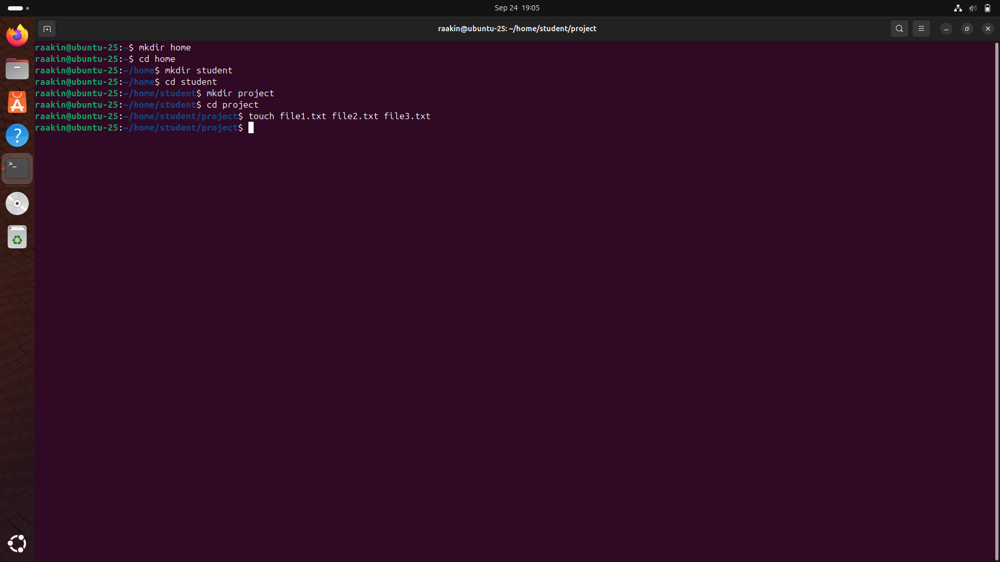 Sep 24 19:05
raakin@ubuntu-25: ~/home/student/project
raakin@ubuntu-25:~$ mkdir home
raakin@ubuntu-25:~$ cd home
raakin@ubuntu-25:~/home$ mkdir student
raakin@ubuntu-25:~/home$ cd student
raakin@ubuntu-25:~/home/student$ mkdir project
raakin@ubuntu-25:~/home/student$ cd project
raakin@ubuntu-25:~/home/student/project$ touch file1.txt file2.txt file3.txt
raakin@ubuntu-25:~/home/student/project$